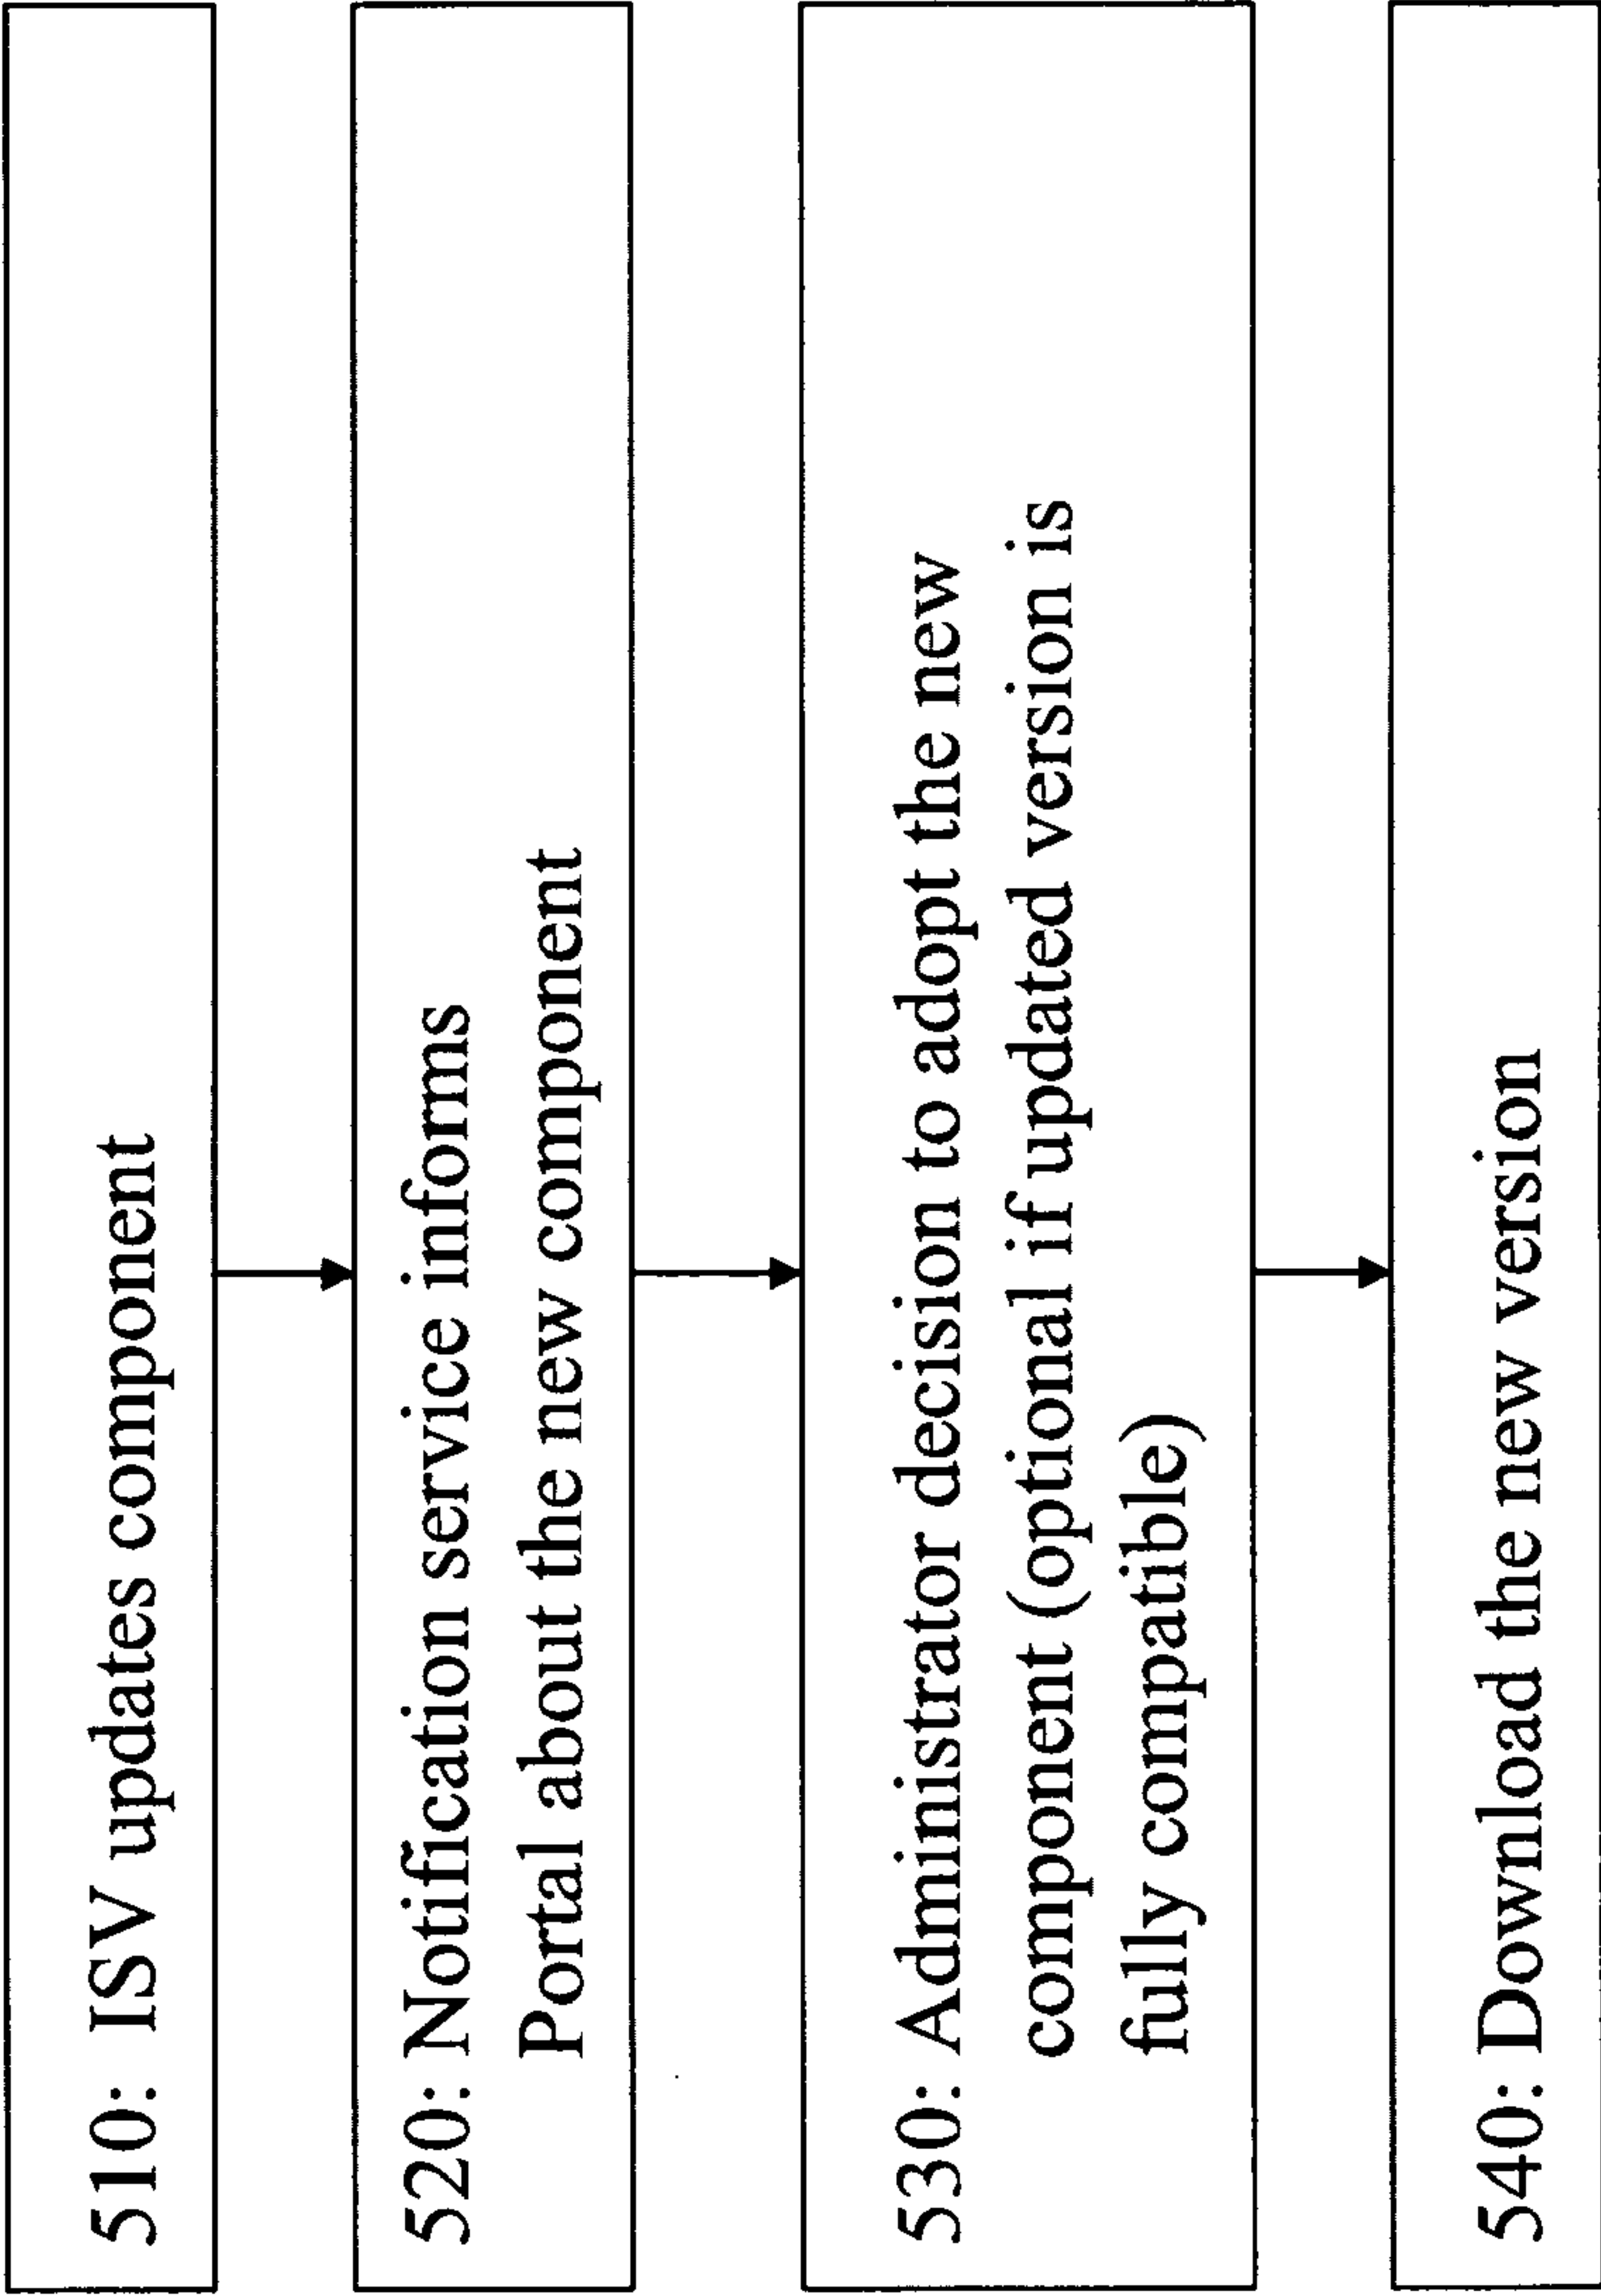 510: ISV updates component
520: Notification service informs
Portal about the new component
530: Administrator decision to adopt the new
component (optional if updated version is
fully compatible)
540: Download the new version